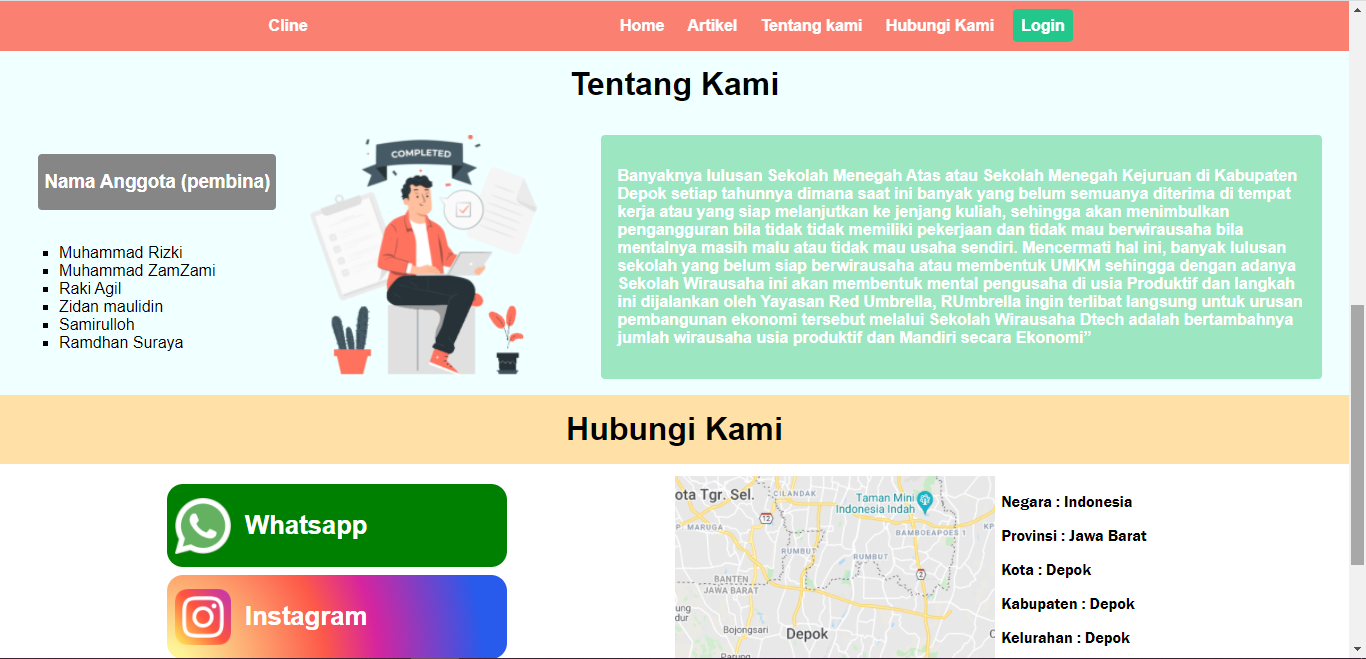 Cline
Home Artikel Tentang kami Hubungi Kami Login
Tentang Kami
Nama Anggota (pembina)
Muhammad Rizki
Muhammad ZamZami
Raki Agil
Zidan maulidin
Samirulloh
Ramdhan Suraya
COMPLETED
Banyaknya lulusan Sekolah Menegah Atas atau Sekolah Menegah Kejuruan di Kabupaten
Depok setiap tahunnya dimana saat ini banyak yang belum semuanya diterima di tempat
kerja atau yang siap melanjutkan ke jenjang kuliah, sehingga akan menimbulkan
pengangguran bila tidak tidak memiliki pekerjaan dan tidak mau berwirausaha bila
mentalnya masih malu atau tidak mau usaha sendiri. Mencermati hal ini, banyak lulusan
sekolah yang belum siap berwirausaha atau membentuk UMKM sehingga dengan adanya
Sekolah Wirausaha ini akan membentuk mental pengusaha di usia Produktif dan langkah
ini dijalankan oleh Yayasan Red Umbrella, RUmbrella ingin terlibat langsung untuk urusan
pembangunan ekonomi tersebut melalui Sekolah Wirausaha Dtech adalah bertambahnya
jumlah wirausaha usia produktif dan Mandiri secara Ekonomi”
Hubungi Kami
Whatsapp
Instagram
ota Tgr. Sel.
CILANDAK
Taman Mini
Indonesia Indah
P. MARUGA
12
KP
BAMBOEAPOES 1
RUMBUT
RUMBUT
BANTEN
JAWA BARAT
2
ung
dur
Bojongsari
Depok
C
Parung
Negara : Indonesia
Provinsi : Jawa Barat
Kota : Depok
Kabupaten : Depok
Kelurahan : Depok